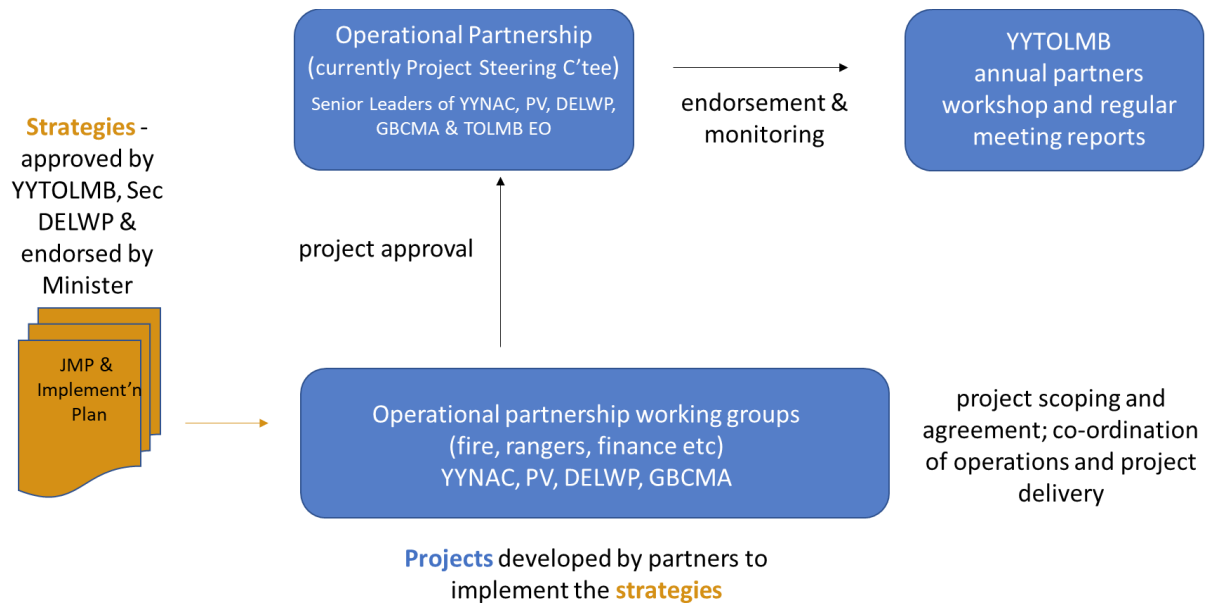 Operational Partnership
(currently Project Steering C'tee)
Senior Leaders of YYNAC, PV, DELWP,
GBCMA & TOLMB EO
endorsement &
monitoring
YYTOLMB
annual partners
workshop and regular
meeting reports
Strategies -
approved by
YYTOLMB, Sec
DELWP &
endorsed by
Minister
project approval
JMP &
Implement'n
Plan
Operational partnership working groups
(fire, rangers, finance etc)
YYNAC, PV, DELWP, GBCMA
project scoping and
agreement; co-ordination
of operations and project
delivery
Projects developed by partners to
implement the strategies